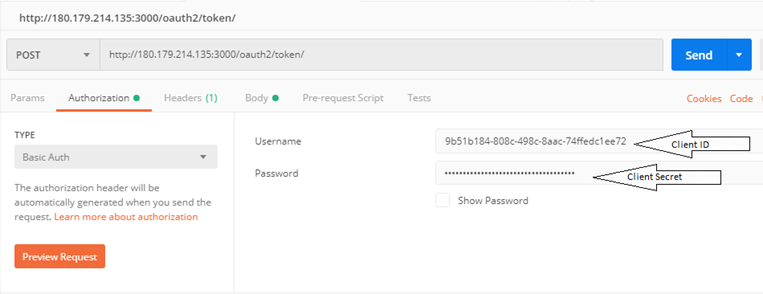 http://180.179.214.135:3000/oauth2/token/
POST http://180.179.214.135:3000/oauth2/token/ Send
Params Authorization Headers (1) Body Pre-request Script Tests Cookies Code
TYPE
Basic Auth
The authorization header will be
automatically generated when you send the
request. Learn more about authorization
Preview Request
Username 9b51b184-808c-498c-8aac-74ffedc1ee72 Client ID
Password •••••••••••••••••••••••••••••••••••• Client Secret
Show Password